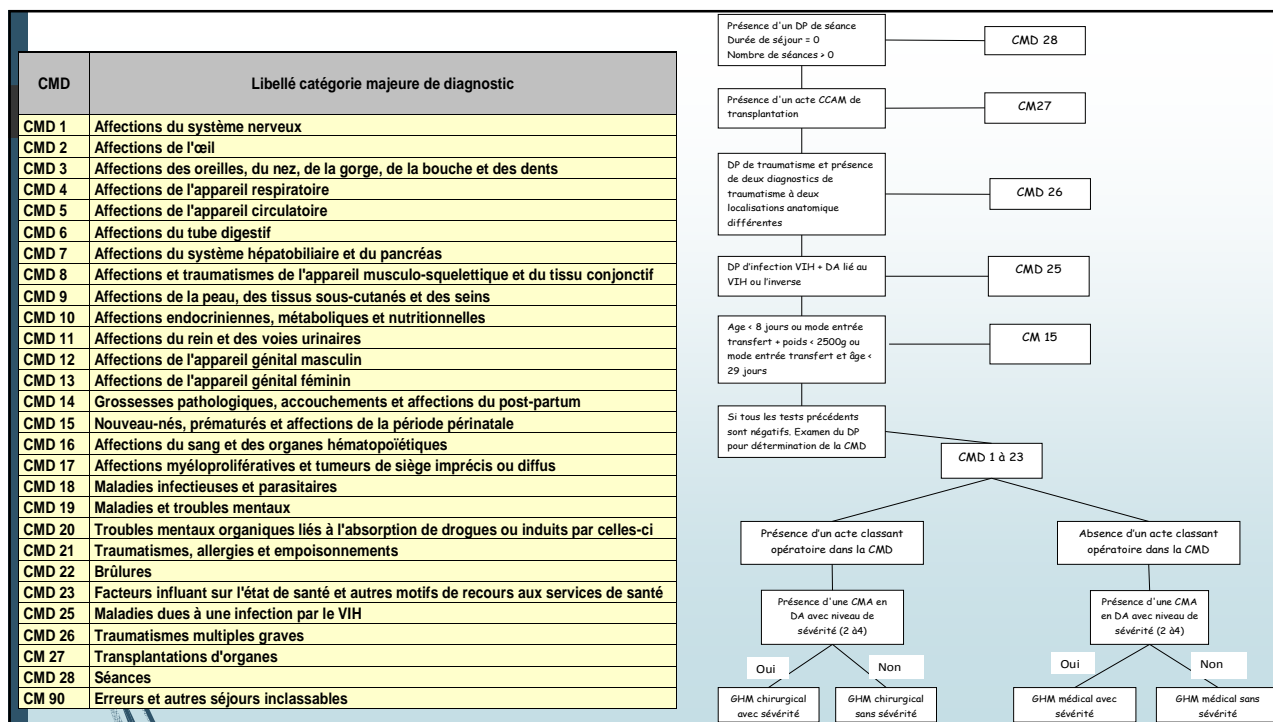 CMD Libellé catégorie majeure de diagnostic
CMD 1 Affections du système nerveux
CMD 2 Affections de l'œil
CMD 3 Affections des oreilles, du nez, de la gorge, de la bouche et des dents
CMD 4 Affections de l'appareil respiratoire
CMD 5 Affections de l'appareil circulatoire
CMD 6 Affections du tube digestif
CMD 7 Affections du système hépatobiliaire et du pancréas
CMD 8 Affections et traumatismes de l'appareil musculo-squelettique et du tissu conjonctif
CMD 9 Affections de la peau, des tissus sous-cutanés et des seins
CMD 10 Affections endocriniennes, métaboliques et nutritionnelles
CMD 11 Affections du rein et des voies urinaires
CMD 12 Affections de l'appareil génital masculin
CMD 13 Affections de l'appareil génital féminin
CMD 14 Grossesses pathologiques, accouchements et affections du post-partum
CMD 15 Nouveau-nés, prématurés et affections de la période périnatale
CMD 16 Affections du sang et des organes hématopoïétiques
CMD 17 Affections myéloprolifératives et tumeurs de siège imprécis ou diffus
CMD 18 Maladies infectieuses et parasitaires
CMD 19 Maladies et troubles mentaux
CMD 20 Troubles mentaux organiques liés à l'absorption de drogues ou induits par celles-ci
CMD 21 Traumatismes, allergies et empoisonnements
CMD 22 Brûlures
CMD 23 Facteurs influant sur l'état de santé et autres motifs de recours aux services de santé
CMD 25 Maladies dues à une infection par le VIH
CMD 26 Traumatismes multiples graves
CM 27 Transplantations d'organes
CMD 28 Séances
CM 90 Erreurs et autres séjours inclassables
Présence d'un DP de séance
Durée de séjour = 0
Nombre de séances > 0
CMD 28
Présence d'un acte CCAM de
transplantation
CM27
DP de traumatisme et présence
de deux diagnostics de
traumatisme à deux
localisations anatomique
différentes
CMD 26
DP d'infection VIH + DA lié au
VIH ou l'inverse
CMD 25
Age < 8 jours ou mode entrée
transfert + poids < 2500g ou
mode entrée transfert et âge <
29 jours
CM 15
Si tous les tests précédents
sont négatifs. Examen du DP
pour détermination de la CMD
CMD 1 à 23
Présence d'un acte classant
opératoire dans la CMD
Absence d'un acte classant
opératoire dans la CMD
Présence d'une CMA en
DA avec niveau de
sévérité (2 à4)
Présence d'une CMA
en DA avec niveau de
sévérité (2 à4)
Oui
Non
Oui
Non
GHM chirurgical
avec sévérité
GHM chirurgical
sans sévérité
GHM médical avec
sévérité
GHM médical sans
sévérité